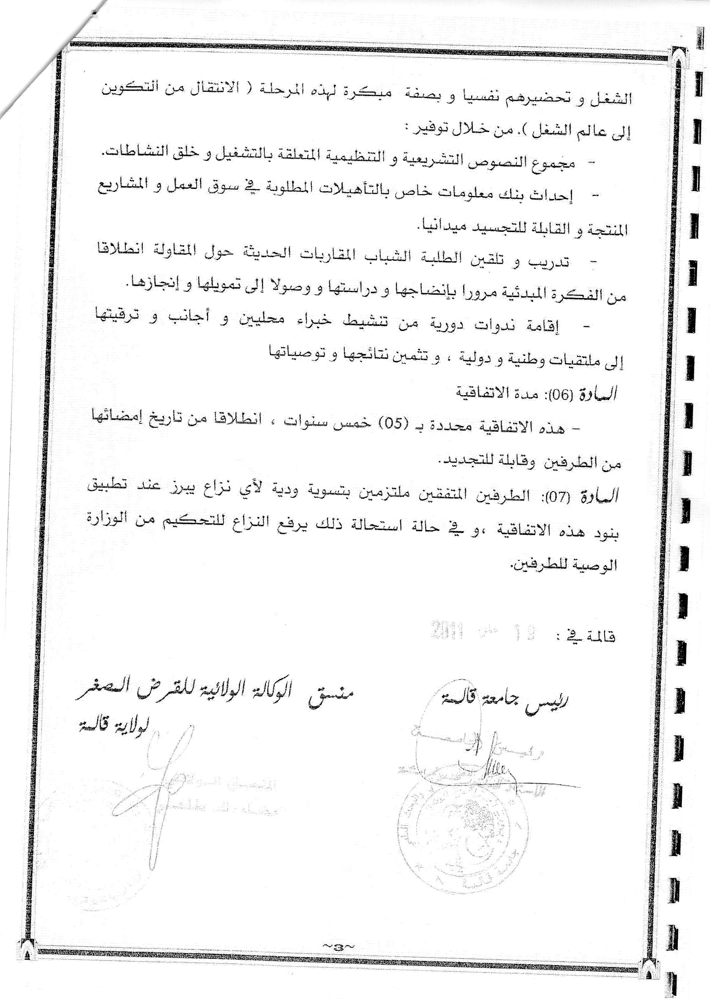 الشغل و تحضيرهم نفسيا و بصفة مبكرة لهذه المرحلة ( الانتقال من التكوين
إلى عالم الشغل ). من خلال توفير :
- مجموع النصوص التشريعية و التنظيمية المتعلقة بالتشغيل و خلق النشاطات.
- إحداث بنك معلومات خاص بالتأهيلات المطلوبة في سوق العمل و المشاريع
المنتجة و القابلة للتجسيد ميدانيا.
- تدريب و تلقين الطلبة الشباب المقاربات الحديثة حول المقاولة انطلاقا
من الفكرة المبدئية مرورا بإنضاجها و دراستها و وصولا إلى تمويلها و إنجازها.
- إقامة ندوات دورية من تنشيط خبراء محليين و أجانب و ترقيتها
إلى ملتقيات وطنية و دولية ، و تثمين نتائجها و توصياتها
المادة (06): مدة الاتفاقية
- هذه الاتفاقية محددة بـ (05) خمس سنوات ، انطلاقا من تاريخ إمضائها
من الطرفين وقابلة للتجديد.
المادة (07): الطرفين المتفقين ملتزمين بتسوية ودية لأي نزاع يبرز عند تطبيق
بنود هذه الاتفاقية ،و في حالة استحالة ذلك يرفع النزاع للتحكيم من الوزارة
الوصية للطرفين.
قالمة في : 2011
رئيس جامعة قالمة
منسق الوكالة الولائية للقرض المصغر
لولاية قالمة
رئيس الجامعة
جامعة قالمة
~3~